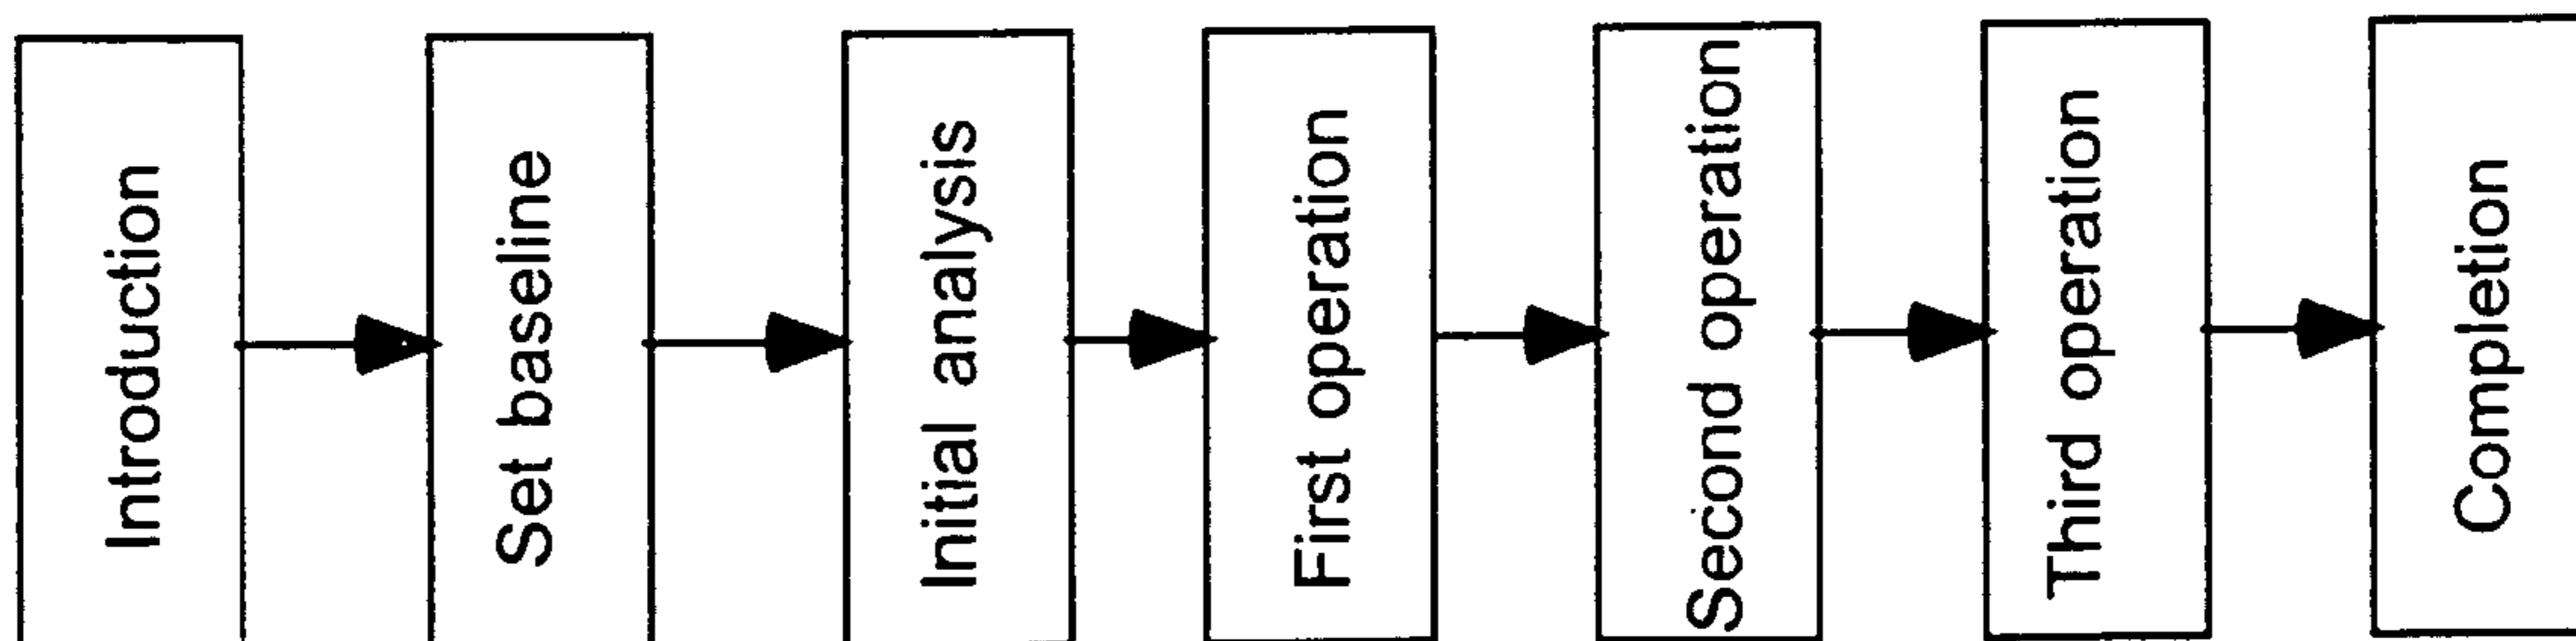 Introduction
Set baseline
Initial analysis
First operation
Second operation
Third operation
Completion